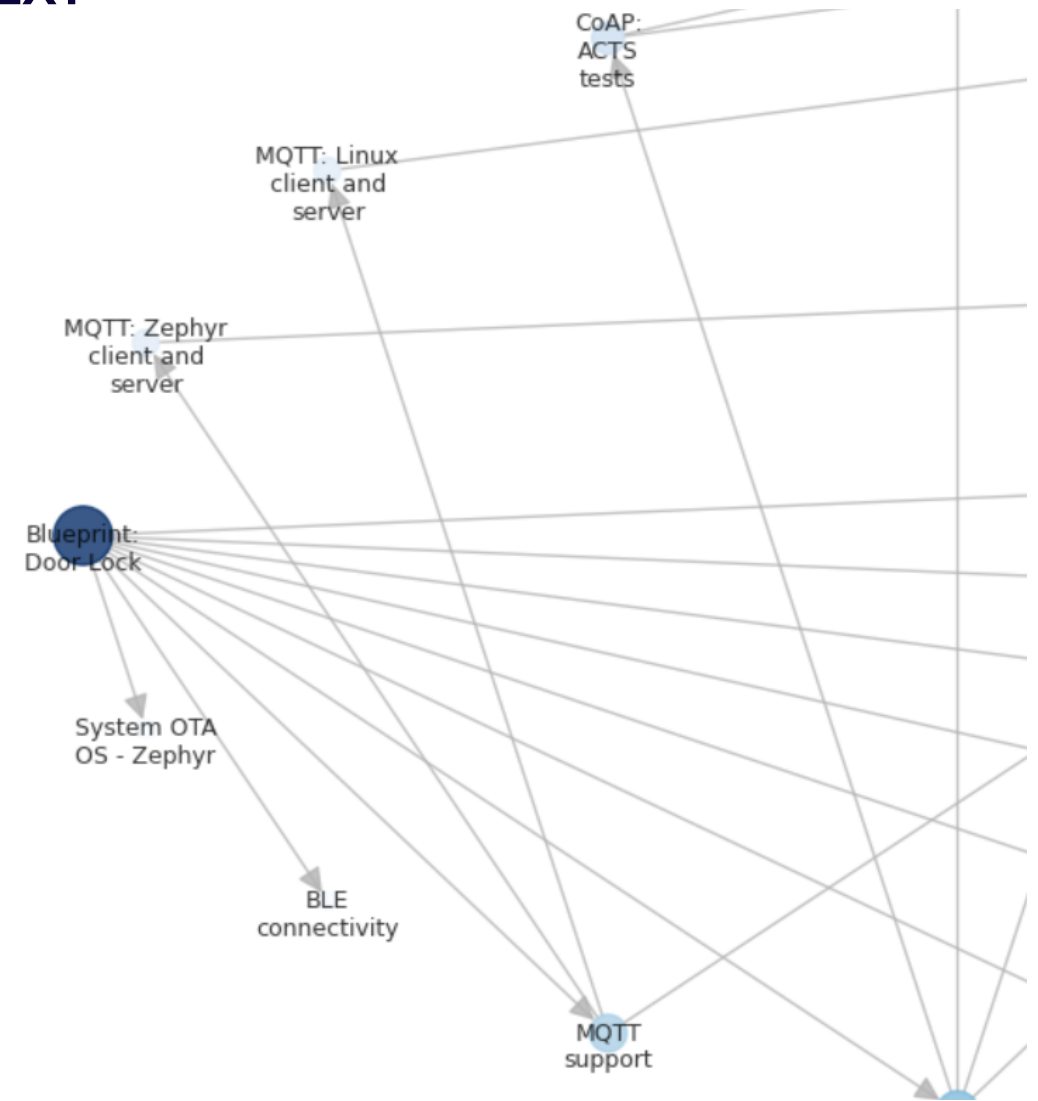 CoAP:
ACTS
tests
MQTT: Linux
client and
server
MQTT: Zephyr
client and
server
Blueprint:
Door Lock
System OTA
OS - Zephyr
BLE
connectivity
MQTT
support